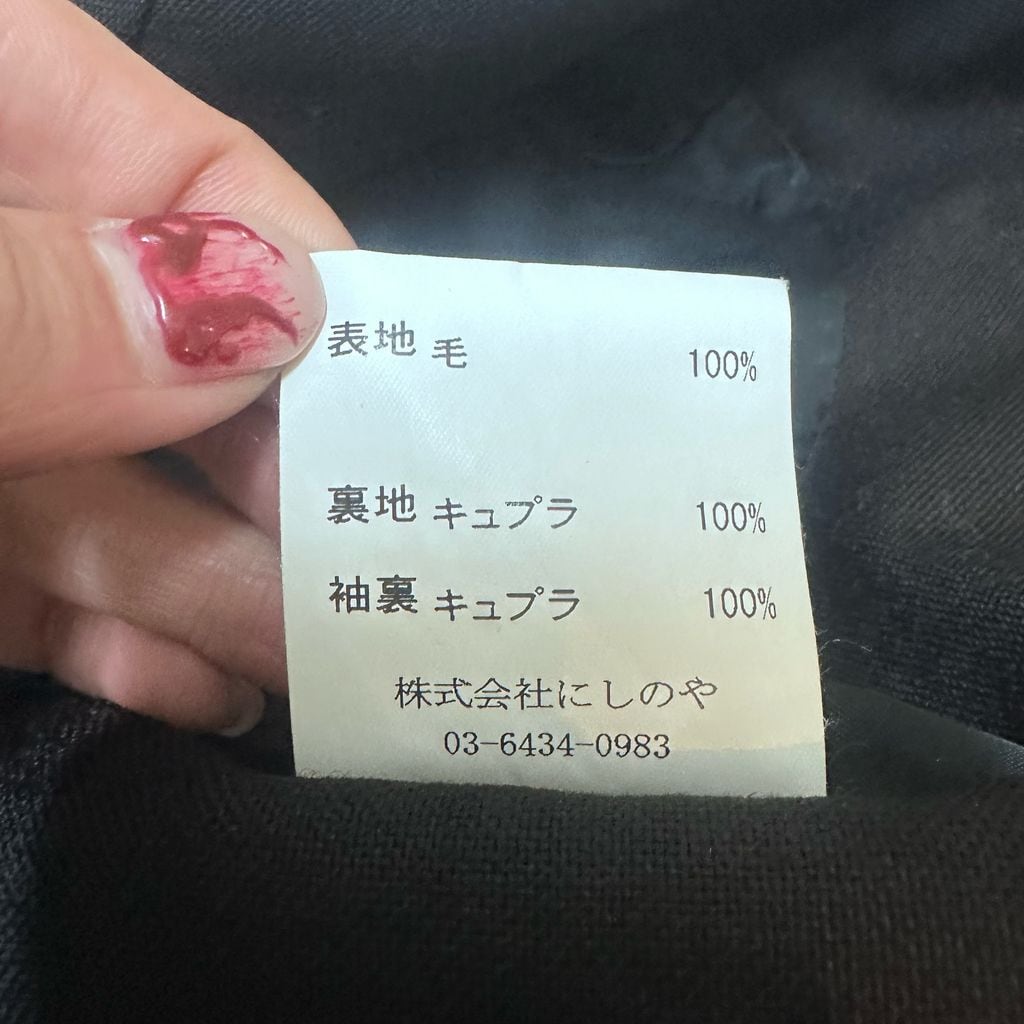 表地 毛 100%
裏地 キュプラ 100%
袖裏 キュプラ 100%
株式会社にしのや
03-6434-0983